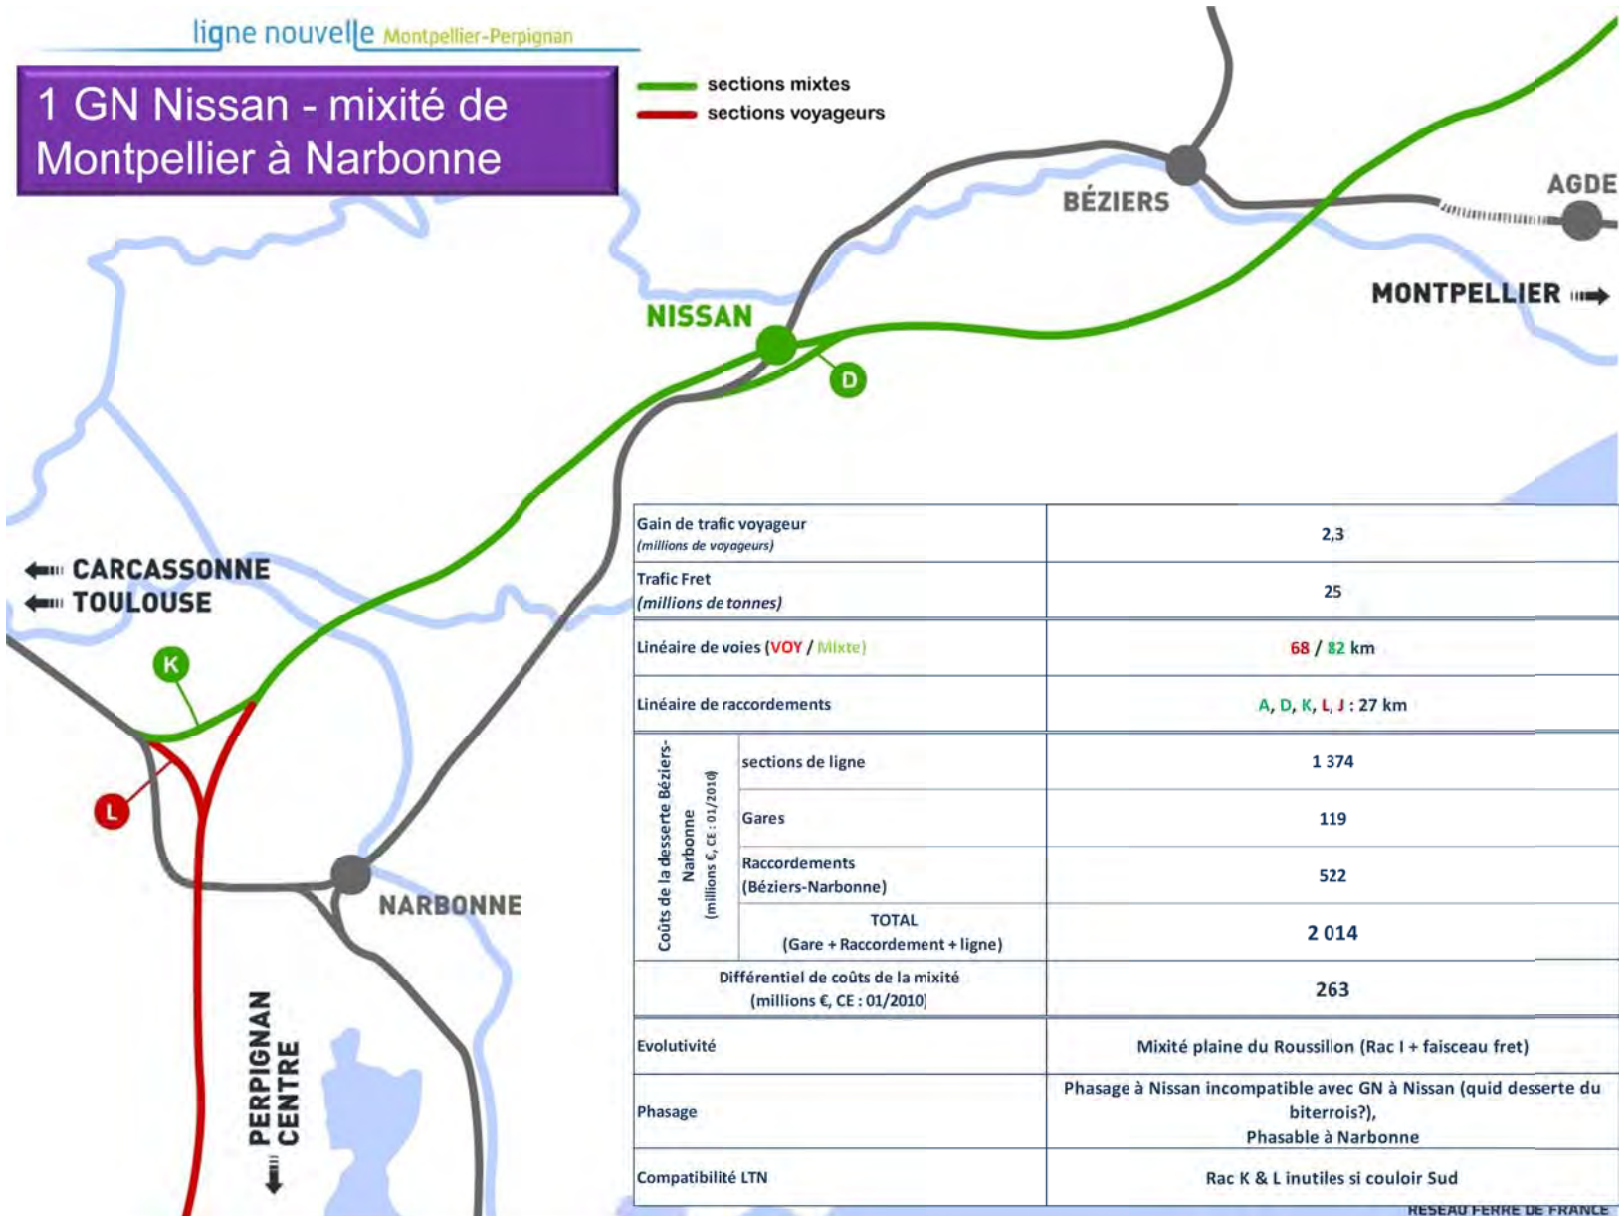 ligne nouvelle Montpellier-Perpignan
1 GN Nissan - mixité de
Montpellier à Narbonne
sections mixtes
sections voyageurs
BÉZIERS
AGDE
MONTPELLIER
NISSAN
D
CARCASSONNE
TOULOUSE
K
L
NARBONNE
PERPIGNAN
CENTRE
Gain de trafic voyageur
(millions de voyageurs)
2,3
Trafic Fret
(millions de tonnes)
25
Linéaire de voies (VOY / Mixte)
68 / 82 km
Linéaire de raccordements
A, D, K, L, J : 27 km
Coûts de la desserte Béziers-
Narbonne
(millions €, CE : 01/2010)
sections de ligne
1 374
Gares
119
Raccordements
(Béziers-Narbonne)
522
TOTAL
(Gare + Raccordement + ligne)
2 014
Différentiel de coûts de la mixité
(millions €, CE : 01/2010)
263
Evolutivité
Mixité plaine du Roussillon (Rac I + faisceau fret)
Phasage
Phasage à Nissan incompatible avec GN à Nissan (quid desserte du
biterrois?),
Phasable à Narbonne
Compatibilité LTN
Rac K & L inutiles si couloir Sud
RESEAU FERRE DE FRANCE